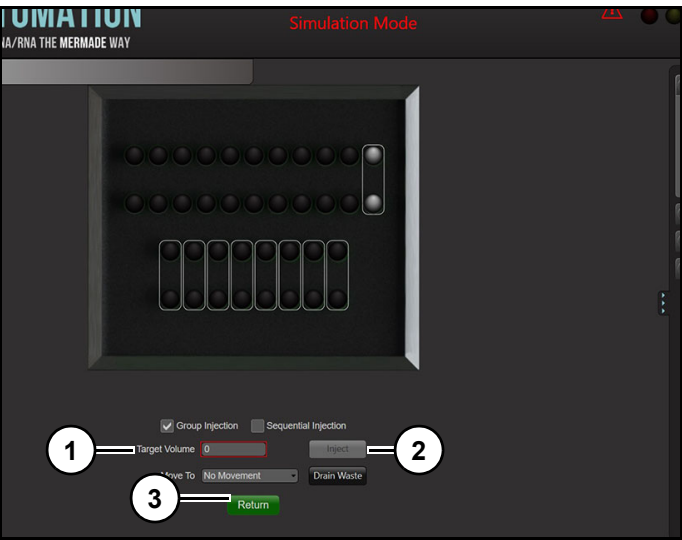 TOMATION
NA/RNA THE MERMADE WAY
Simulation Mode
Group Injection Sequential Injection
1 Target Volume 0 Inject 2
Move To No Movement Drain Waste
3 Return